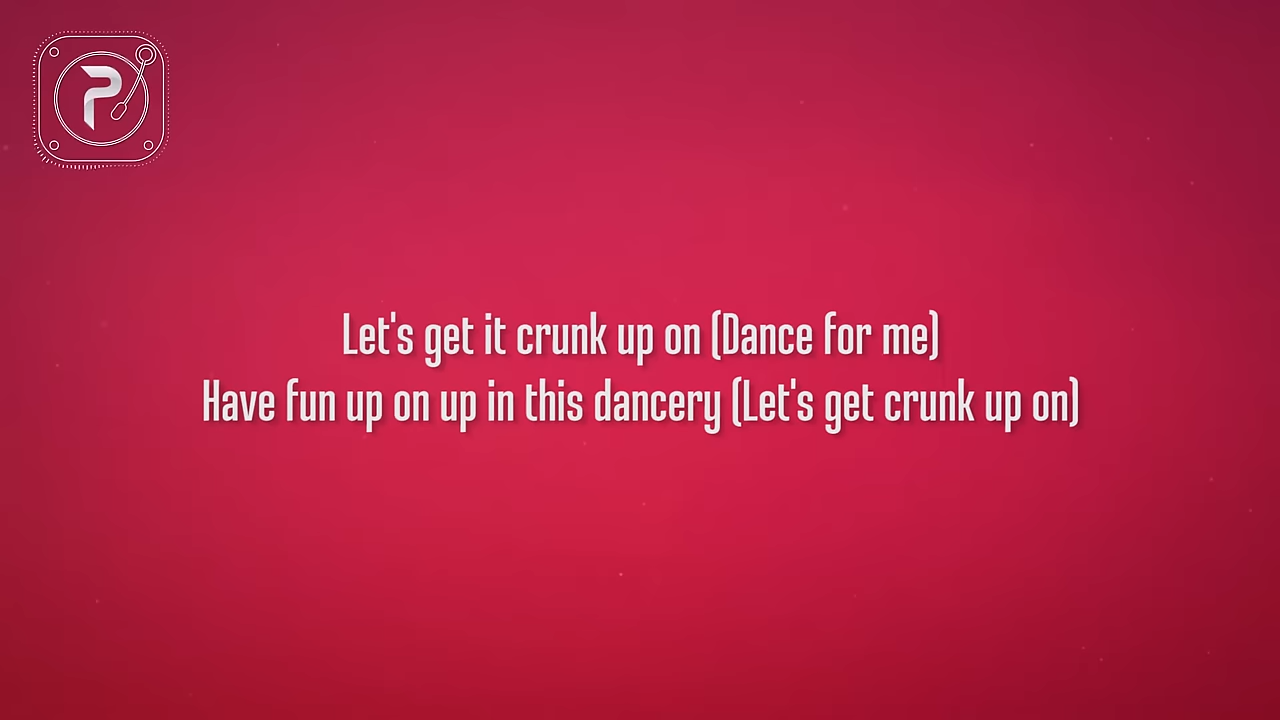 P
Let's get it crunk up on (Dance for me)
Have fun up on up in this dancery (Let's get crunk up on)